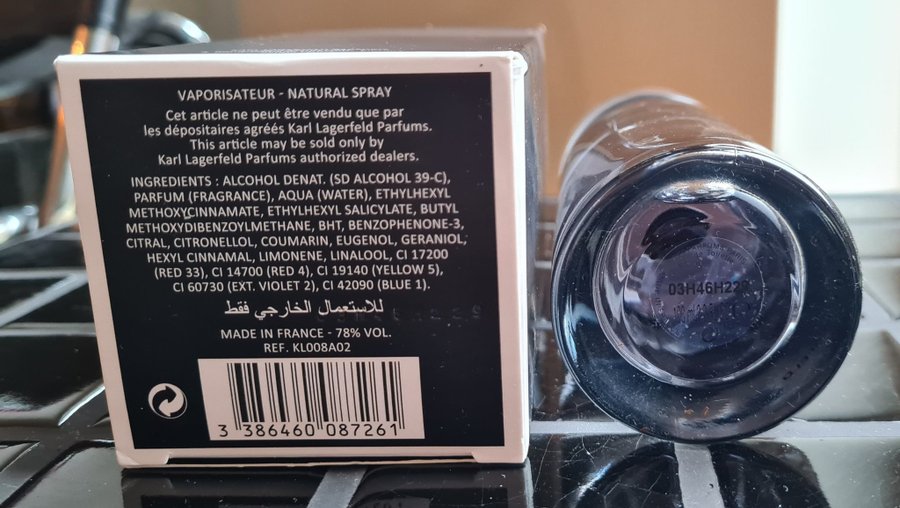 VAPORISATEUR - NATURAL SPRAY
Cet article ne peut être vendu que par
les dépositaires agréés Karl Lagerfeld Parfums.
This article may be sold only by
Karl Lagerfeld Parfums authorized dealers.
INGREDIENTS : ALCOHOL DENAT. (SD ALCOHOL 39-C),
PARFUM (FRAGRANCE), AQUA (WATER), ETHYLHEXYL
METHOXYCINNAMATE, ETHYLHEXYL SALICYLATE, BUTYL
METHOXYDIBENZOYLMETHANE, BHT, BENZOPHENONE-3,
CITRAL, CITRONELLOL, COUMARIN, EUGENOL, GERANIOL,
HEXYL CINNAMAL, LIMONENE, LINALOOL, CI 17200
(RED 33), CI 14700 (RED 4), CI 19140 (YELLOW 5),
CI 60730 (EXT. VIOLET 2), CI 42090 (BLUE 1).
للاستعمال الخارجي فقط
MADE IN FRANCE - 78% VOL.
REF. KL008A02
3 386460 087261
03H46H229